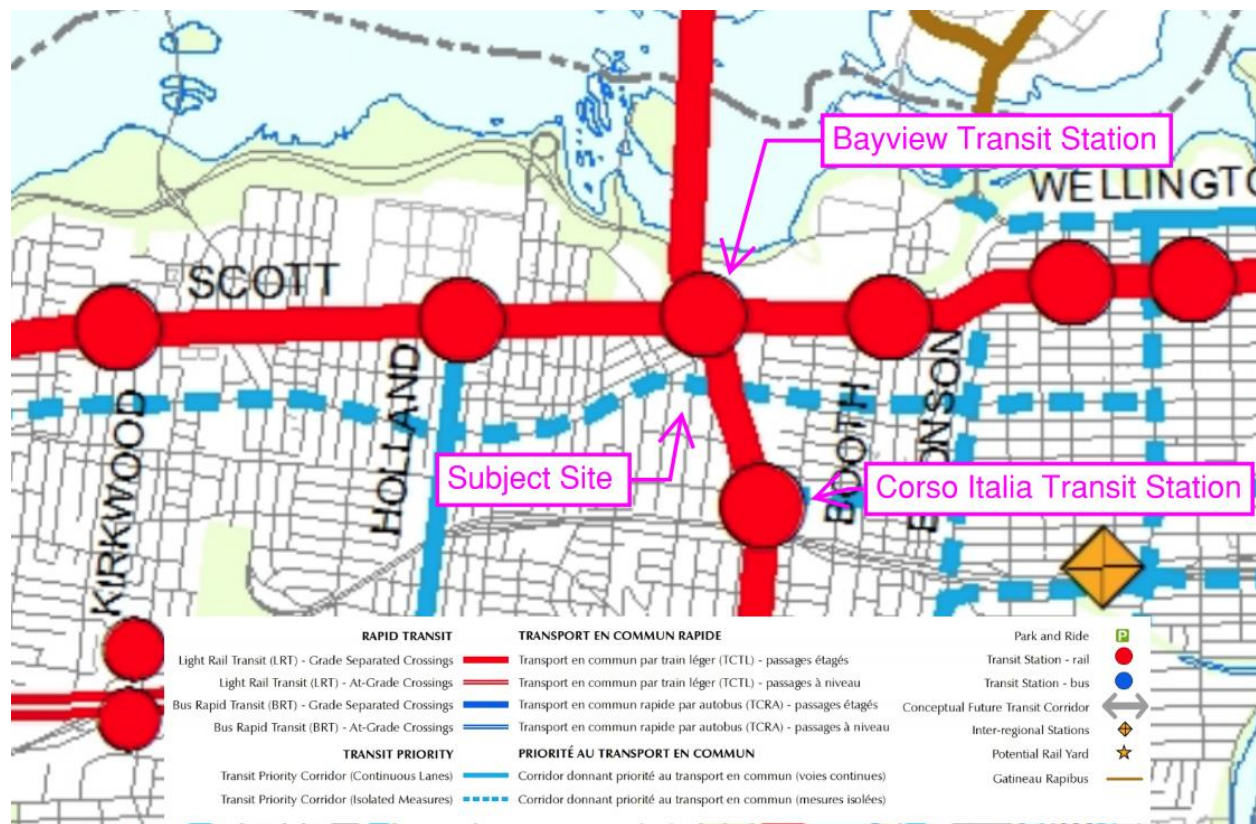 Bayview Transit Station
WELLINGTO
SCOTT
HOLLAND
KIRKWOOD
BOOTH
BRONSON
Subject Site
Corso Italia Transit Station
RAPID TRANSIT
Light Rail Transit (LRT) - Grade Separated Crossings
Light Rail Transit (LRT) - At-Grade Crossings
Bus Rapid Transit (BRT) - Grade Separated Crossings
Bus Rapid Transit (BRT) - At-Grade Crossings
TRANSIT PRIORITY
Transit Priority Corridor (Continuous Lanes)
Transit Priority Corridor (Isolated Measures)
TRANSPORT EN COMMUN RAPIDE
Transport en commun par train léger (TCTL) - passages étagés
Transport en commun par train léger (TCTL) - passages à niveau
Transport en commun rapide par autobus (TCRA) - passages étagés
Transport en commun rapide par autobus (TCRA) - passages à niveau
PRIORITÉ AU TRANSPORT EN COMMUN
Corridor donnant priorité au transport en commun (voies continues)
Corridor donnant priorité au transport en commun (mesures isolées)
Park and Ride P
Transit Station - rail
Transit Station - bus
Conceptual Future Transit Corridor
Inter-regional Stations
Potential Rail Yard
Gatineau Rapibus